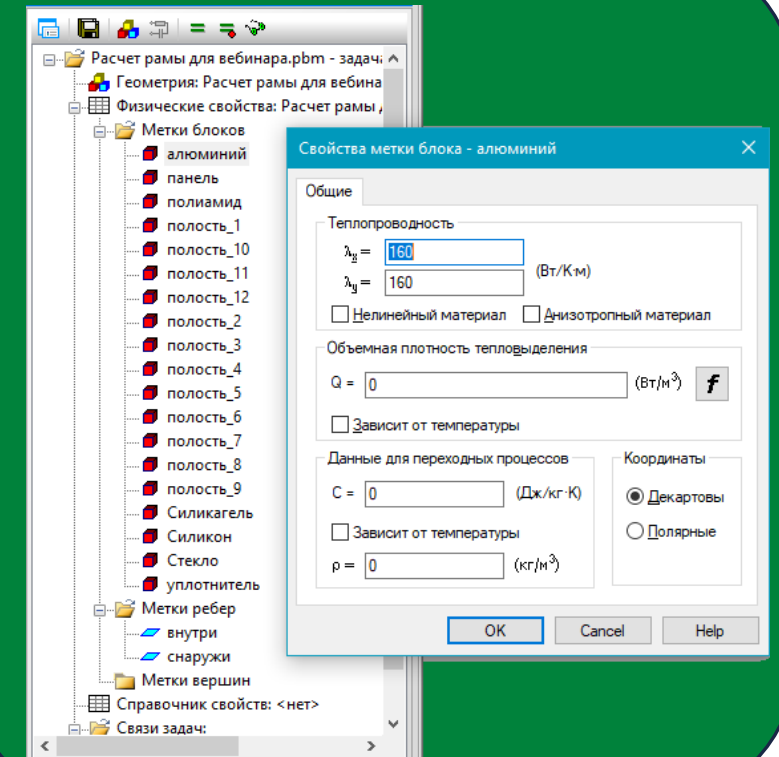 Расчет рамы для вебинара.pbm - задача
Геометрия: Расчет рамы для вебина
Физические свойства: Расчет рамы
Метки блоков
алюминий
панель
полиамид
полость_1
полость_10
полость_11
полость_12
полость_2
полость_3
полость_4
полость_5
полость_6
полость_7
полость_8
полость_9
Силикагель
Силикон
Стекло
уплотнитель
Метки ребер
внутри
снаружи
Метки вершин
Справочник свойств: <нет>
Связи задач:
Свойства метки блока - алюминий
Общие
Теплопроводность
λx = 160
λy = 160
(Вт/К·м)
Нелинейный материал Анизотропный материал
Объемная плотность тепловыделения
Q = 0 (Вт/м³) f
Зависит от температуры
Данные для переходных процессов
C = 0 (Дж/кг·К)
Зависит от температуры
ρ = 0 (кг/м³)
Координаты
Декартовы
Полярные
OK Cancel Help